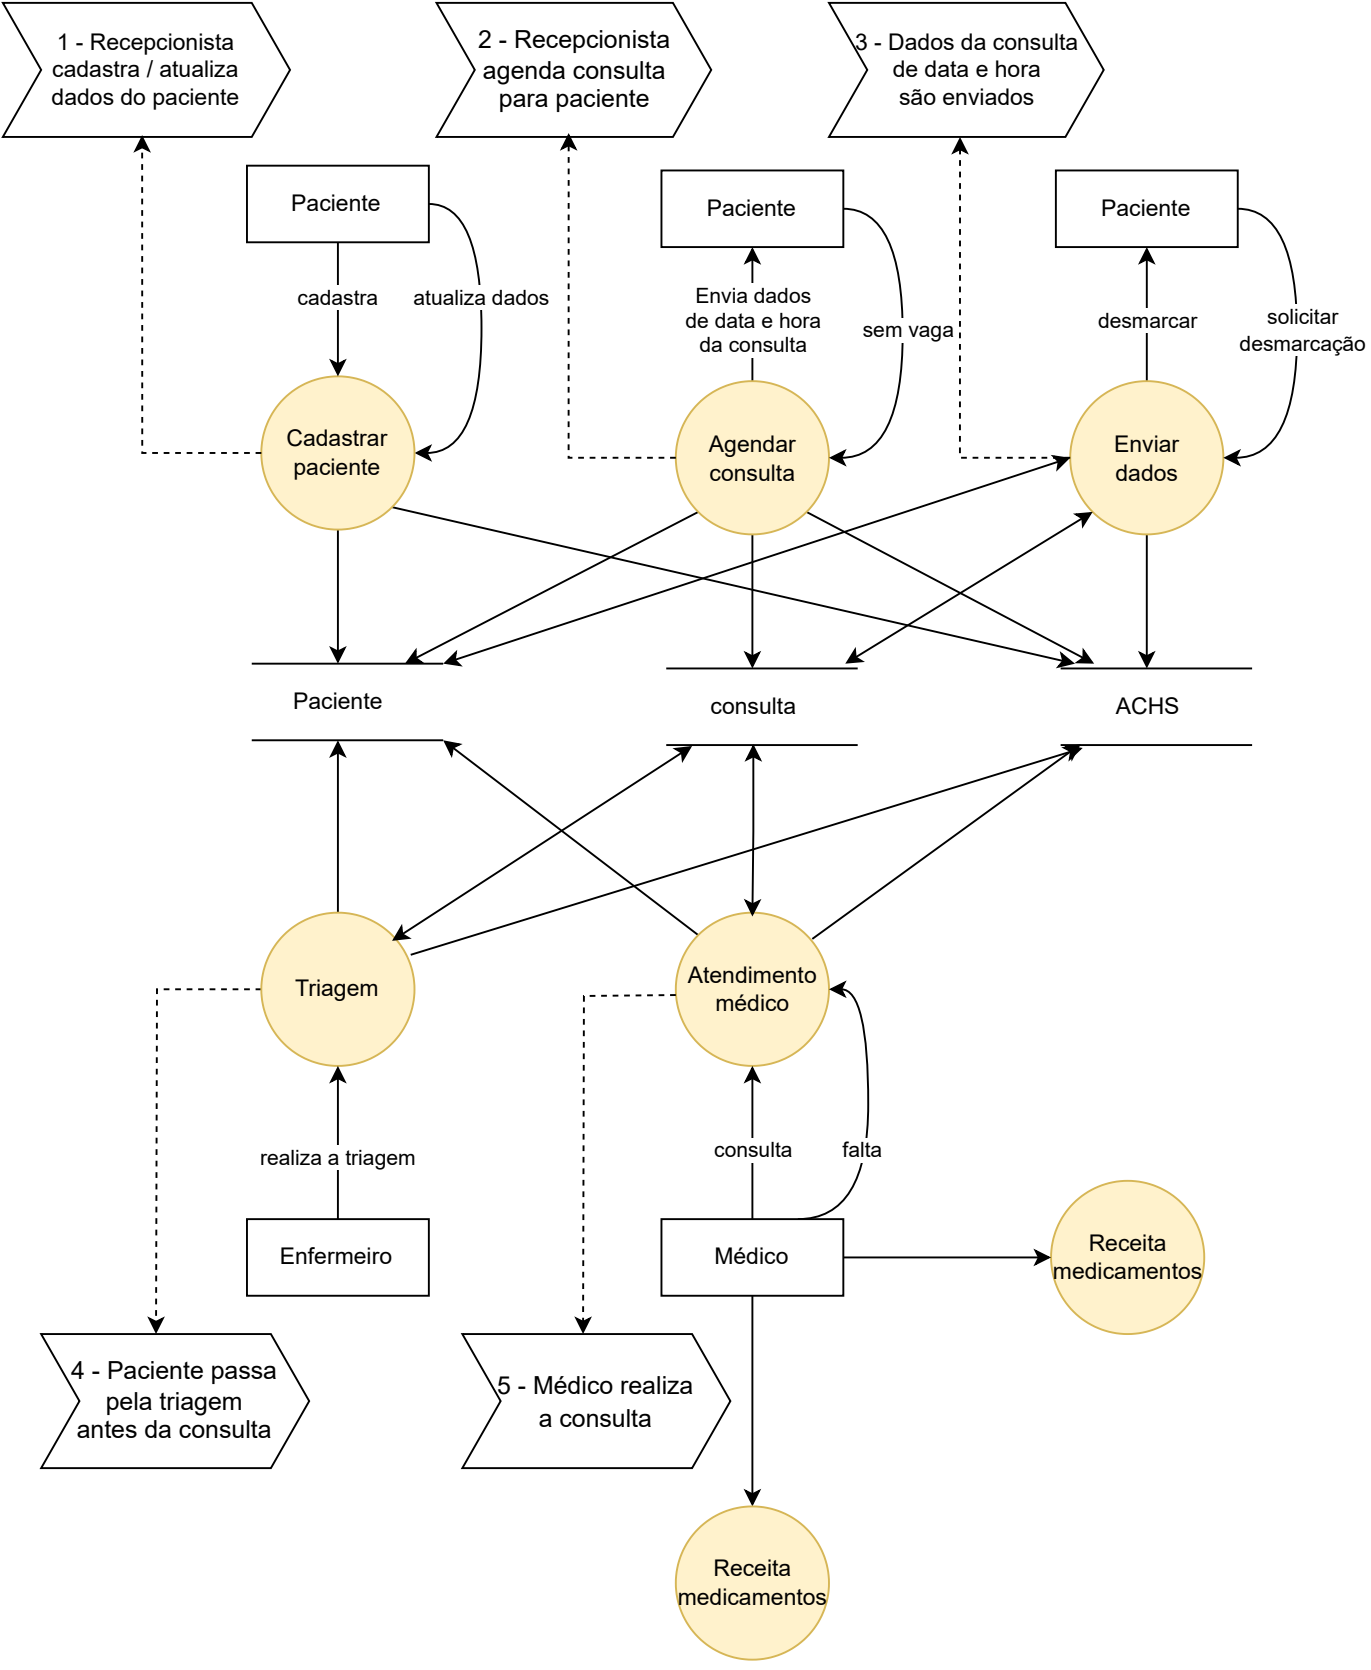 1 - Recepcionista
cadastra / atualiza
dados do paciente
2 - Recepcionista
agenda consulta
para paciente
3 - Dados da consulta
de data e hora
são enviados
Paciente
Paciente
Paciente
cadastra
atualiza dados
Envia dados
de data e hora
da consulta
sem vaga
desmarcar
solicitar
desmarcação
Cadastrar
paciente
Agendar
consulta
Enviar
dados
Paciente
consulta
ACHS
Triagem
Atendimento
médico
realiza a triagem
consulta
falta
Enfermeiro
Médico
Receita
medicamentos
4 - Paciente passa
pela triagem
antes da consulta
5 - Médico realiza
a consulta
Receita
medicamentos